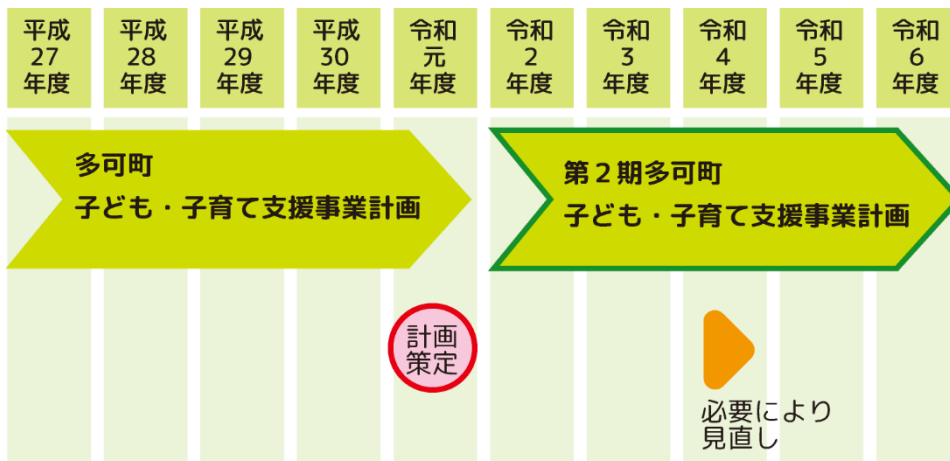 平成
27
年度
平成
28
年度
平成
29
年度
平成
30
年度
令和
元
年度
令和
2
年度
令和
3
年度
令和
4
年度
令和
5
年度
令和
6
年度
多可町
子ども・子育て支援事業計画
第2期多可町
子ども・子育て支援事業計画
計画
策定
必要により
見直し